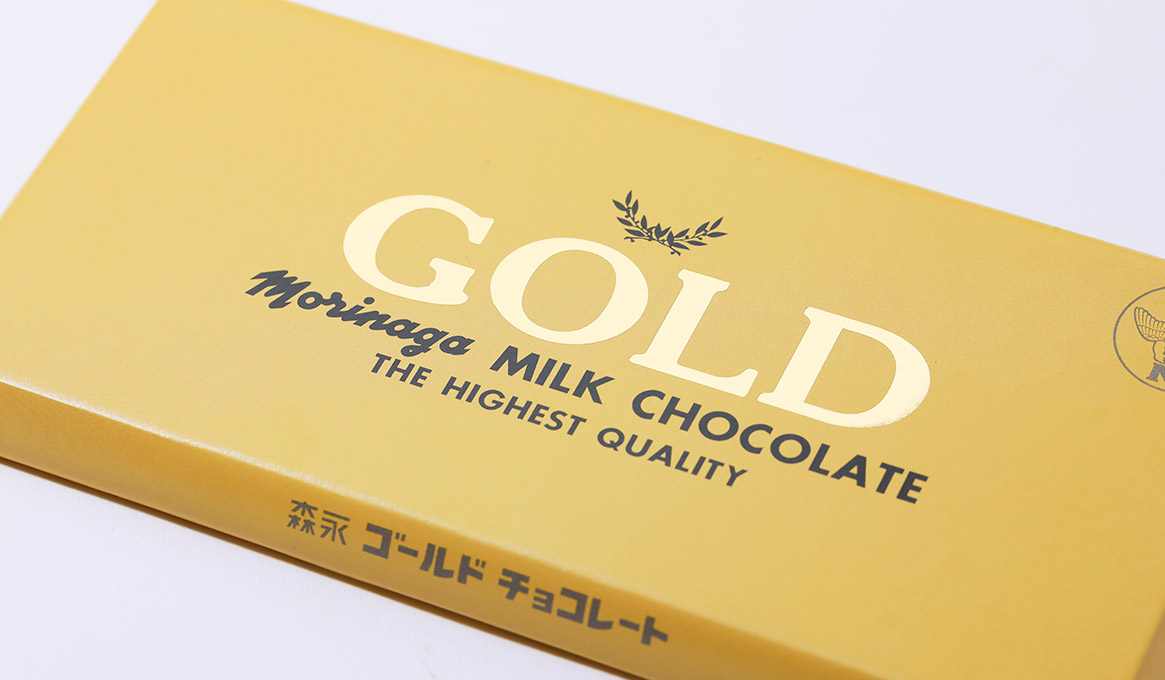 GOLD
Morinaga MILK CHOCOLATE
THE HIGHEST QUALITY
森永 ゴールド チョコレート